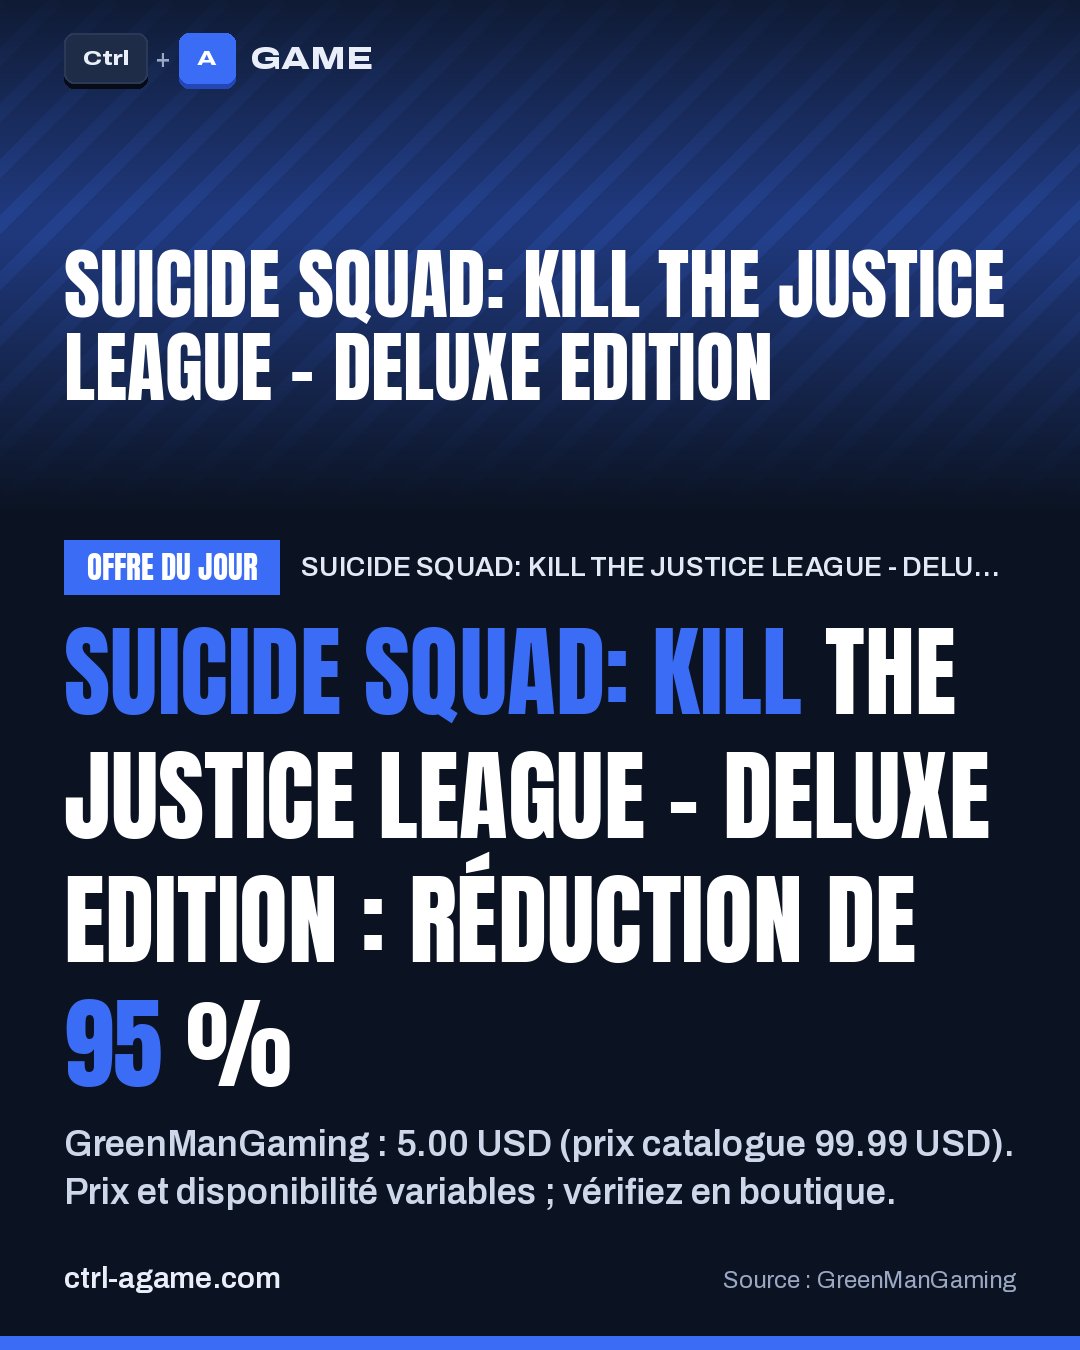 Ctrl + A GAME
SUICIDE SQUAD: KILL THE JUSTICE
LEAGUE - DELUXE EDITION
OFFRE DU JOUR SUICIDE SQUAD: KILL THE JUSTICE LEAGUE - DELU...
SUICIDE SQUAD: KILL THE
JUSTICE LEAGUE - DELUXE
EDITION : RÉDUCTION DE
95 %
GreenManGaming : 5.00 USD (prix catalogue 99.99 USD).
Prix et disponibilité variables ; vérifiez en boutique.
ctrl-agame.com Source : GreenManGaming